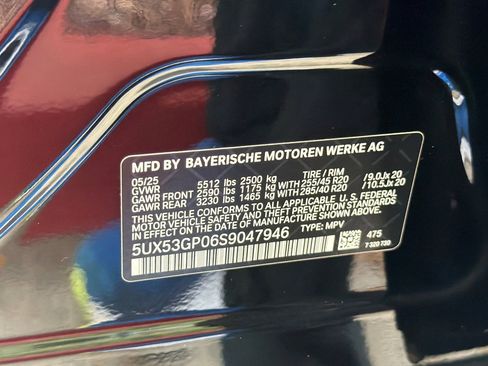 MFD BY BAYERISCHE MOTOREN WERKE AG
05/25
GVWR 5512 lbs 2500 kg TIRE / RIM
GAWR FRONT 2590 lbs 1175 kg WITH 255/45 R20 /9.0Jx20
GAWR REAR 3230 lbs 1465 kg WITH 285/40 R20 /10.5Jx20
THIS VEHICLE CONFORMS TO ALL APPLICABLE FEDERAL
MOTOR VEHICLE SAFETY, BUMPER, AND THEFT PREVENTION
STANDARDS IN EFFECT ON THE DATE OF MANUFACTURE SHOWN ABOVE.
5UX53GP06S9047946 TYPE: MPV
475
7 320 730